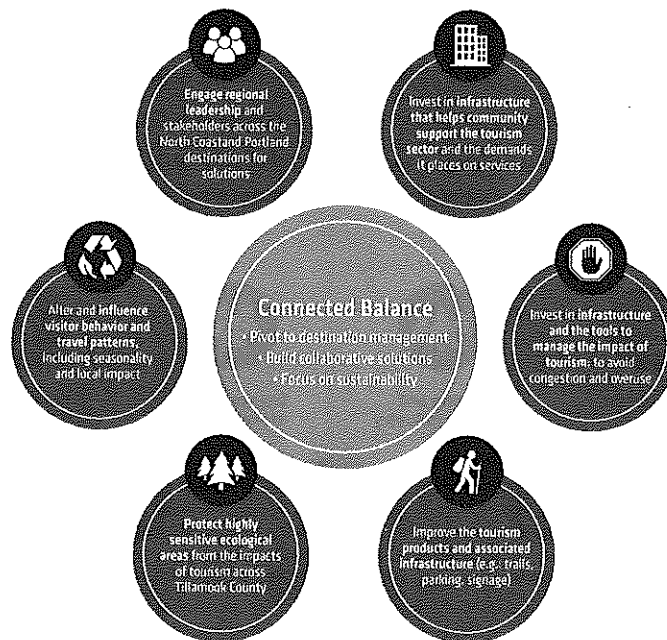 Engage regional
leadership and
stakeholders across the
North Coast and Portland
destinations for
solutions
Invest in infrastructure
that helps community
support the tourism
sector and the demands
it places on services
Alter and influence
visitor behavior and
travel patterns,
including seasonality
and local impact
Connected Balance
• Pivot to destination management
• Build collaborative solutions
• Focus on sustainability
Invest in infrastructure
and the tools to
manage the impact of
tourism, to avoid
congestion and overuse
Protect highly
sensitive ecological
areas from the impacts
of tourism across
Tillamook County
Improve the tourism
products and associated
infrastructure (e.g., trails,
parking, signage)